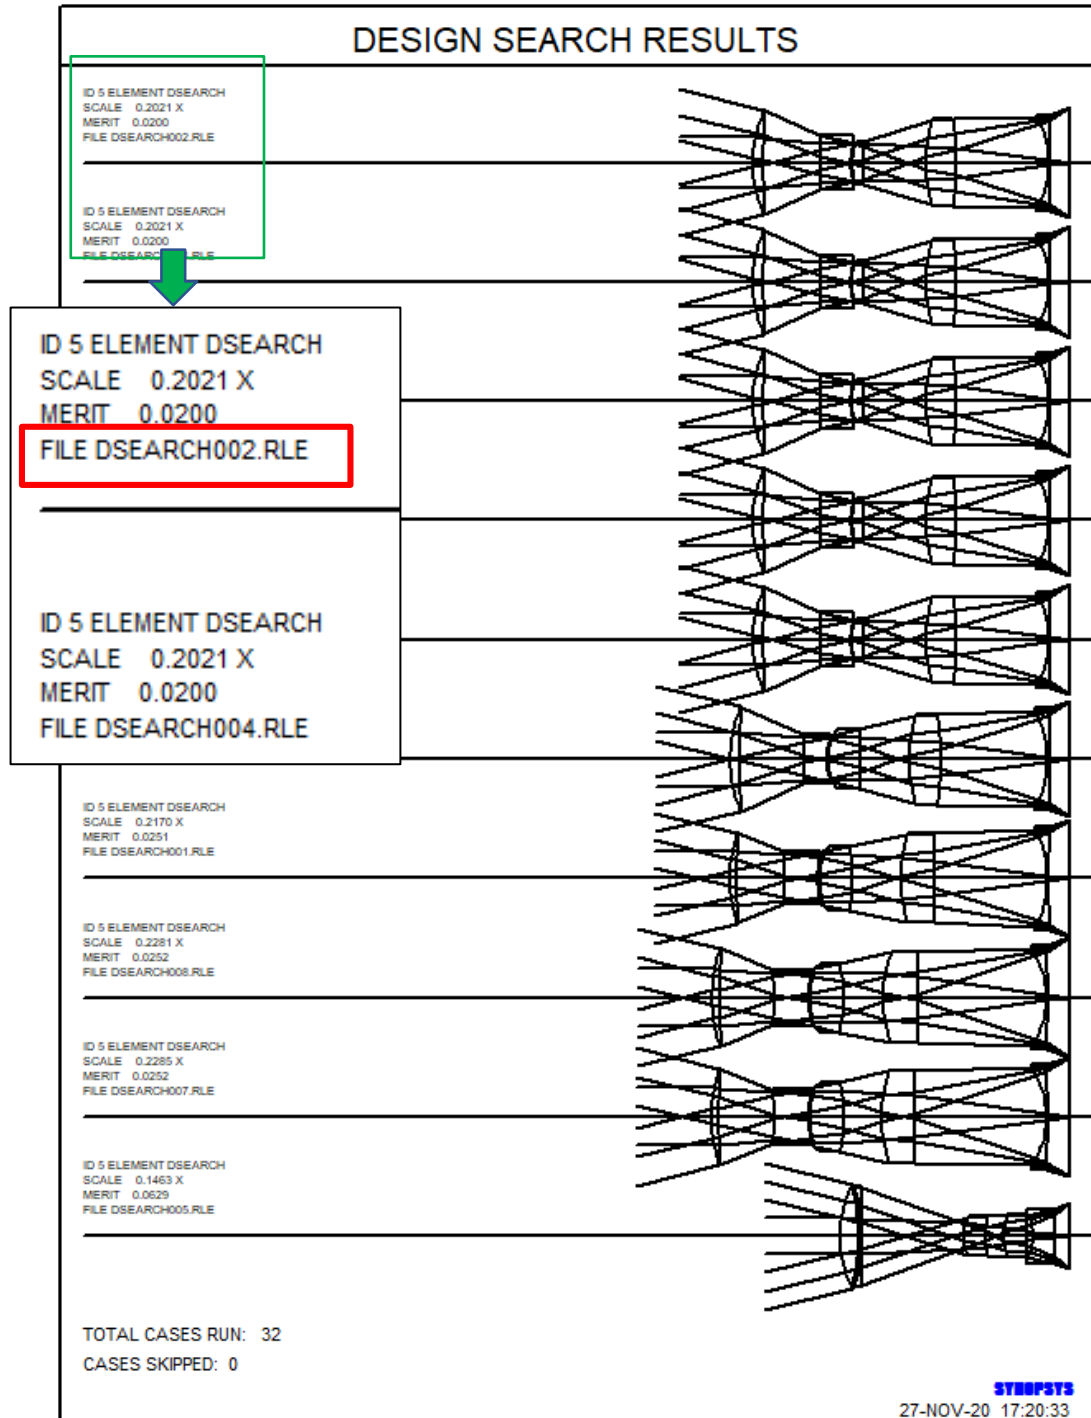 DESIGN SEARCH RESULTS
ID 5 ELEMENT DSEARCH
SCALE 0.2021 X
MERIT 0.0200
FILE DSEARCH002.RLE
ID 5 ELEMENT DSEARCH
SCALE 0.2021 X
MERIT 0.0200
FILE .RLE
ID 5 ELEMENT DSEARCH
SCALE 0.2021 X
MERIT 0.0200
FILE DSEARCH002.RLE
ID 5 ELEMENT DSEARCH
SCALE 0.2021 X
MERIT 0.0200
FILE DSEARCH004.RLE
ID 5 ELEMENT DSEARCH
SCALE 0.2170 X
MERIT 0.0251
FILE DSEARCH001.RLE
ID 5 ELEMENT DSEARCH
SCALE 0.2281 X
MERIT 0.0252
FILE DSEARCH008.RLE
ID 5 ELEMENT DSEARCH
SCALE 0.2285 X
MERIT 0.0252
FILE DSEARCH007.RLE
ID 5 ELEMENT DSEARCH
SCALE 0.1463 X
MERIT 0.0629
FILE DSEARCH005.RLE
TOTAL CASES RUN: 32
CASES SKIPPED: 0
SYNOPSYS
27-NOV-20 17:20:33